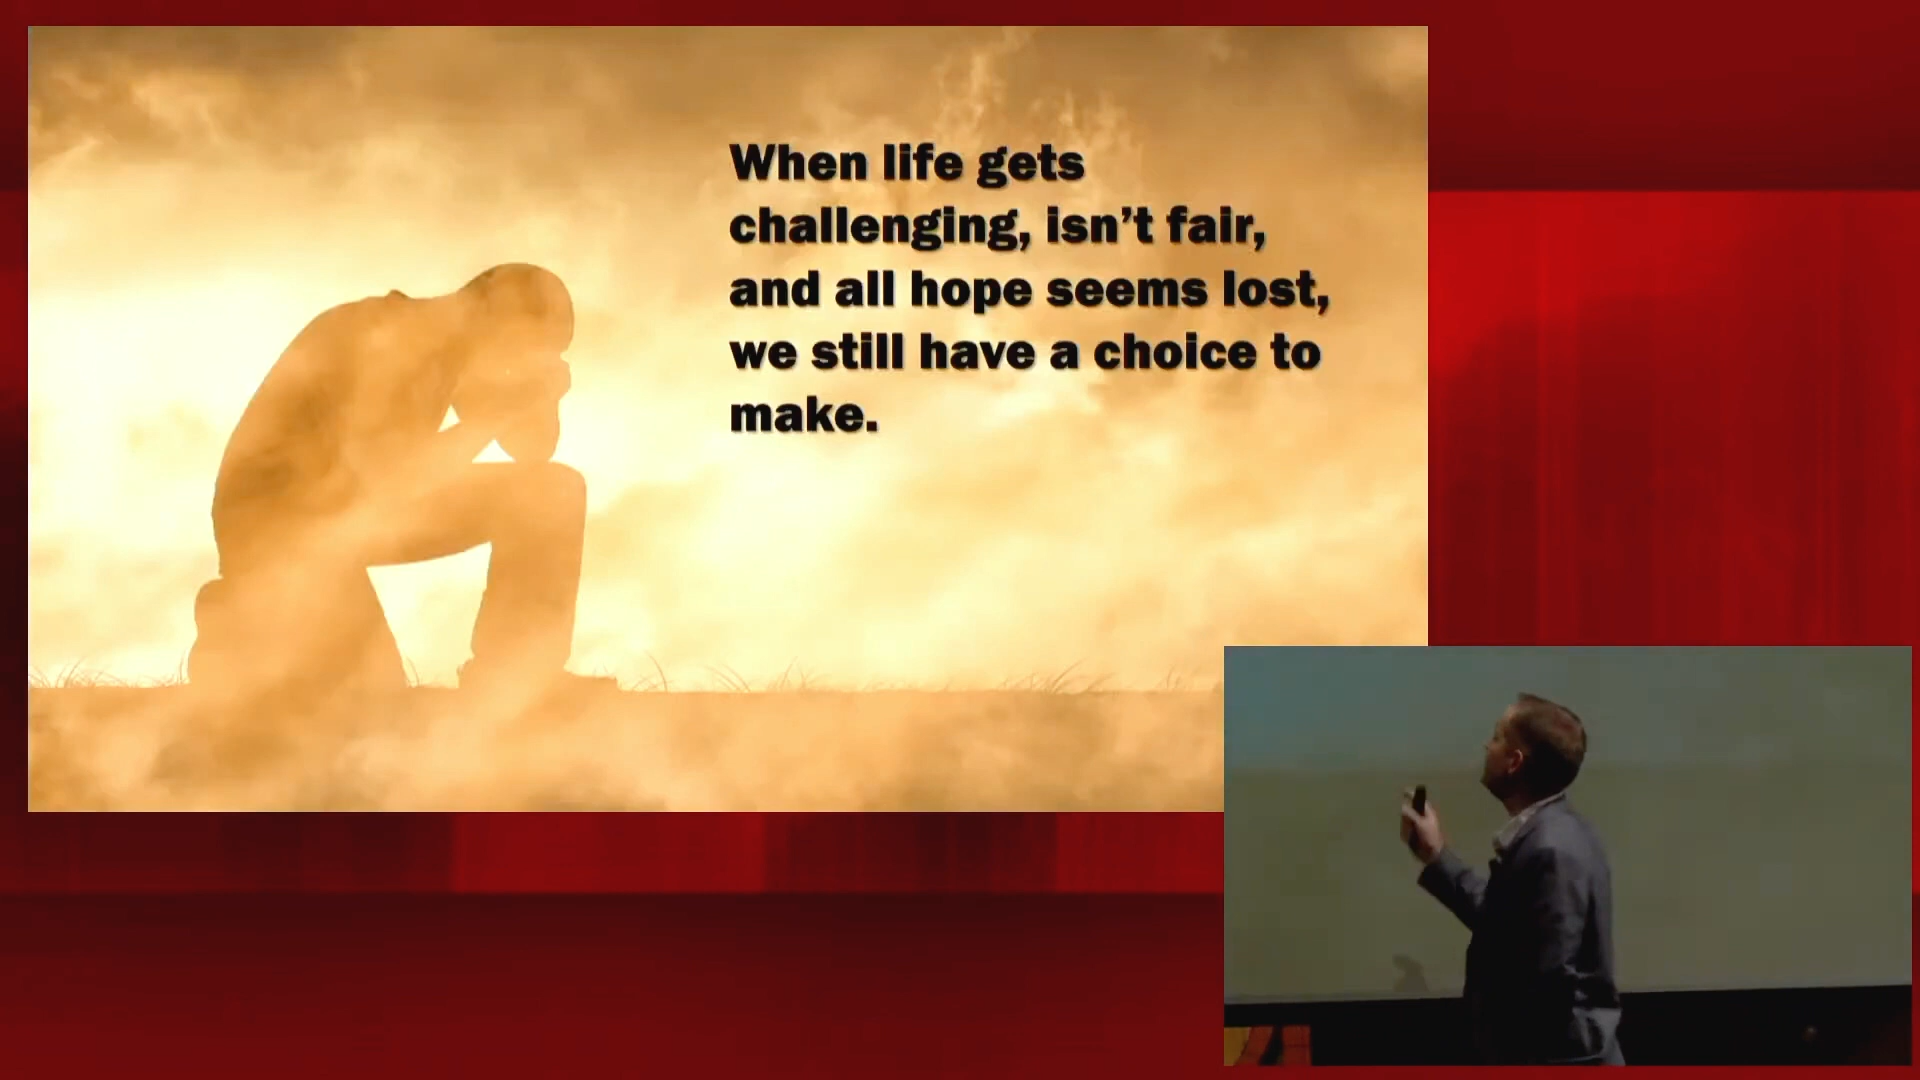 When life gets
challenging, isn’t fair,
and all hope seems lost,
we still have a choice to
make.